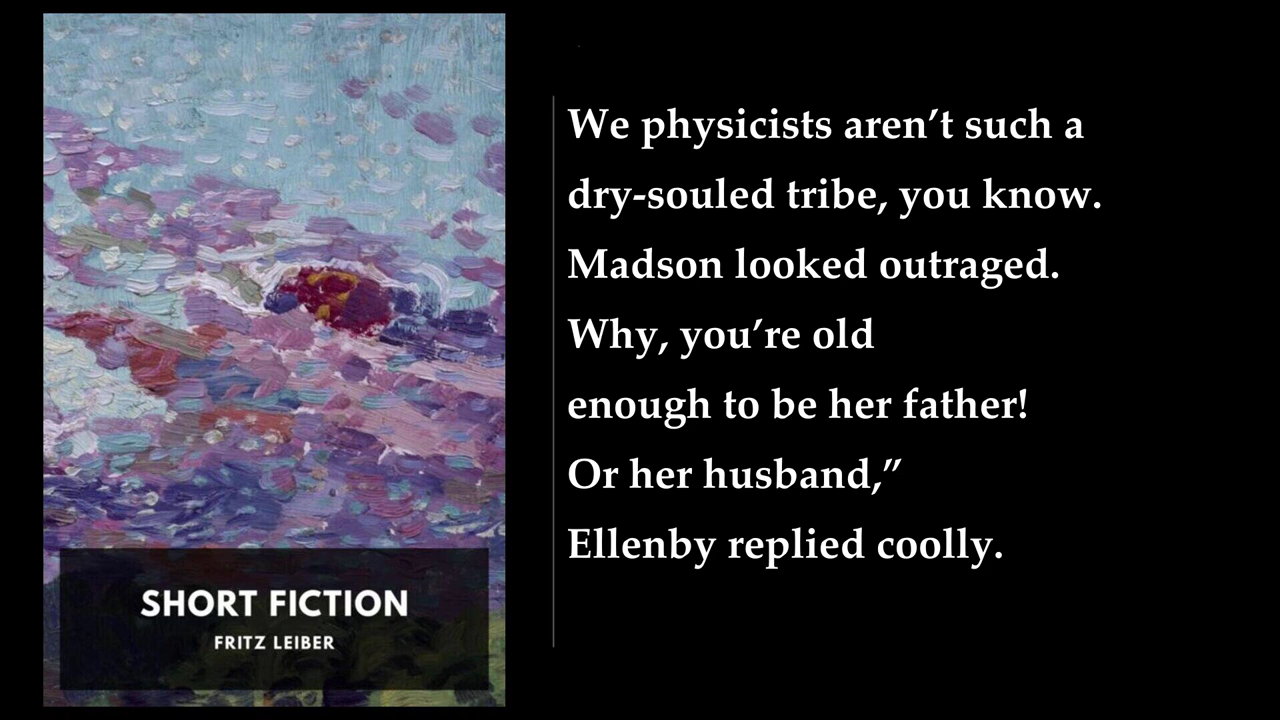 SHORT FICTION
FRITZ LEIBER
We physicists aren’t such a
dry-souled tribe, you know.
Madson looked outraged.
Why, you’re old
enough to be her father!
Or her husband,”
Ellenby replied coolly.